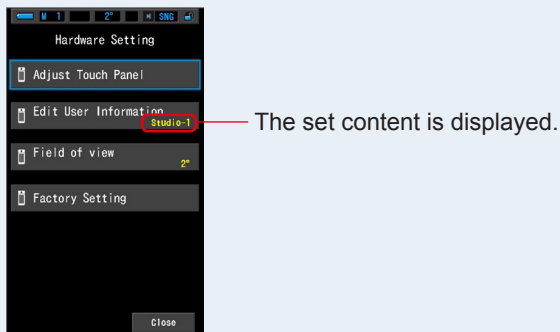 M 1 2° SNG
Hardware Setting
Adjust Touch Panel
Edit User Information
Studio-1
The set content is displayed.
Field of view
2°
Factory Setting
Close